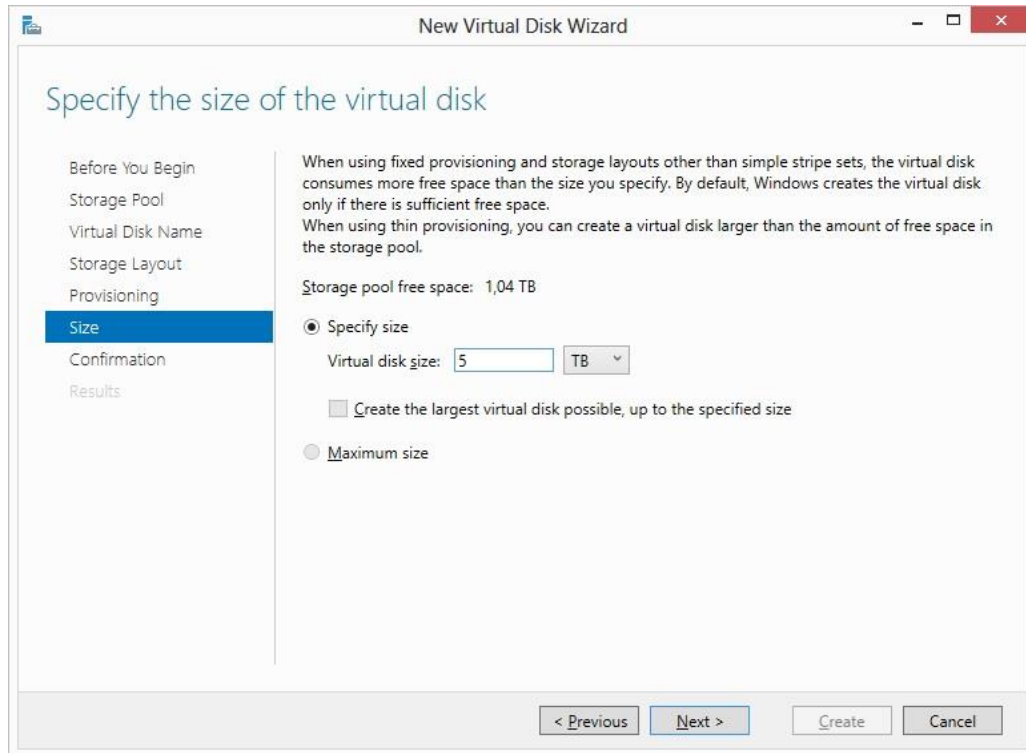 New Virtual Disk Wizard
Specify the size of the virtual disk
Before You Begin
Storage Pool
Virtual Disk Name
Storage Layout
Provisioning
Size
Confirmation
Results
When using fixed provisioning and storage layouts other than simple stripe sets, the virtual disk
consumes more free space than the size you specify. By default, Windows creates the virtual disk
only if there is sufficient free space.
When using thin provisioning, you can create a virtual disk larger than the amount of free space in
the storage pool.
Storage pool free space: 1,04 TB
Specify size
Virtual disk size: 5 TB
Create the largest virtual disk possible, up to the specified size
Maximum size
< Previous Next > Create Cancel